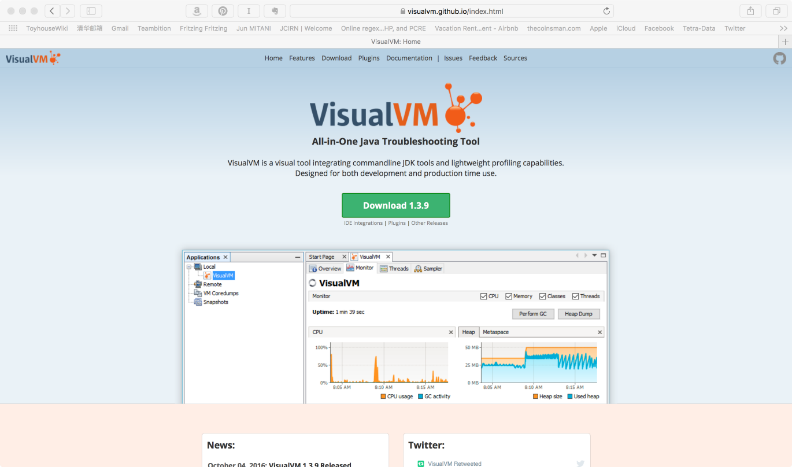 visualvm.github.io/index.html
ToyhouseWiki 清华邮箱 Gmail Teambition Fritzing Fritzing Jun MITANI JCIRN | Welcome Online regex...HP, and PCRE Vacation Rent...ent - Airbnb thecoinsman.com Apple iCloud Facebook Tetra-Data Twitter
VisualVM: Home
VisualVM
Home Features Download Plugins Documentation | Issues Feedback Sources
VisualVM
All-in-One Java Troubleshooting Tool
VisualVM is a visual tool integrating commandline JDK tools and lightweight profiling capabilities.
Designed for both development and production time use.
Download 1.3.9
IDE Integrations | Plugins | Other Releases
Applications
Local
VisualVM
Remote
VM Coredumps
Snapshots
Start Page VisualVM
Overview Monitor Threads Sampler
VisualVM
Monitor CPU Memory Classes Threads
Uptime: 1 min 39 sec
Perform GC Heap Dump
CPU
Heap Metaspace
100%
50%
0%
9:05 AM 9:10 AM 9:15 AM
CPU usage GC activity
50 MB
25 MB
0 MB
9:05 AM 9:10 AM 9:15 AM
Heap size Used heap
News:
October 04, 2016: VisualVM 1.3.9 Released
Twitter:
VisualVM Retweeted